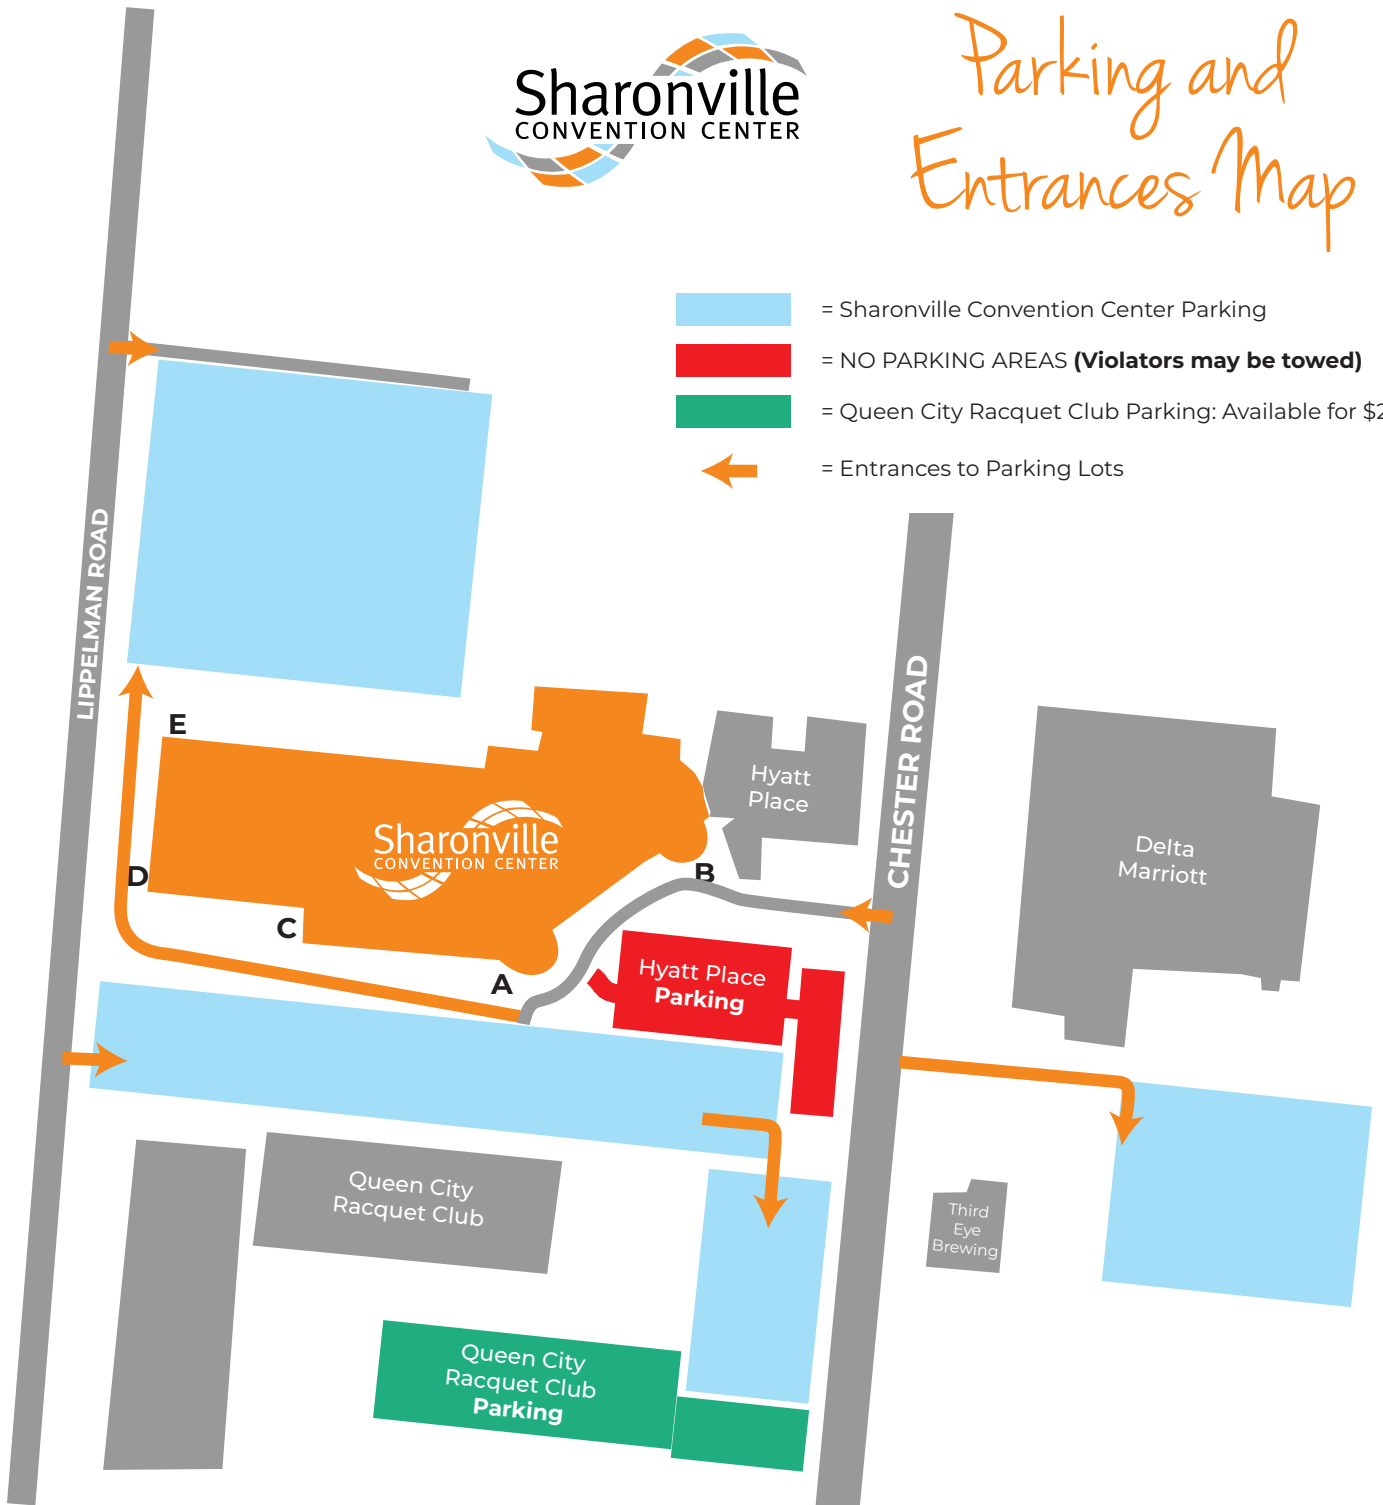 Sharonville
CONVENTION CENTER
Parking and
Entrances Map
= Sharonville Convention Center Parking
= NO PARKING AREAS (Violators may be towed)
= Queen City Racquet Club Parking: Available for $2
= Entrances to Parking Lots
LIPPELMAN ROAD
CHESTER ROAD
E
Hyatt
Place
Sharonville
CONVENTION CENTER
Delta
Marriott
D
B
C
A
Hyatt Place
Parking
Queen City
Racquet Club
Third
Eye
Brewing
Queen City
Racquet Club
Parking